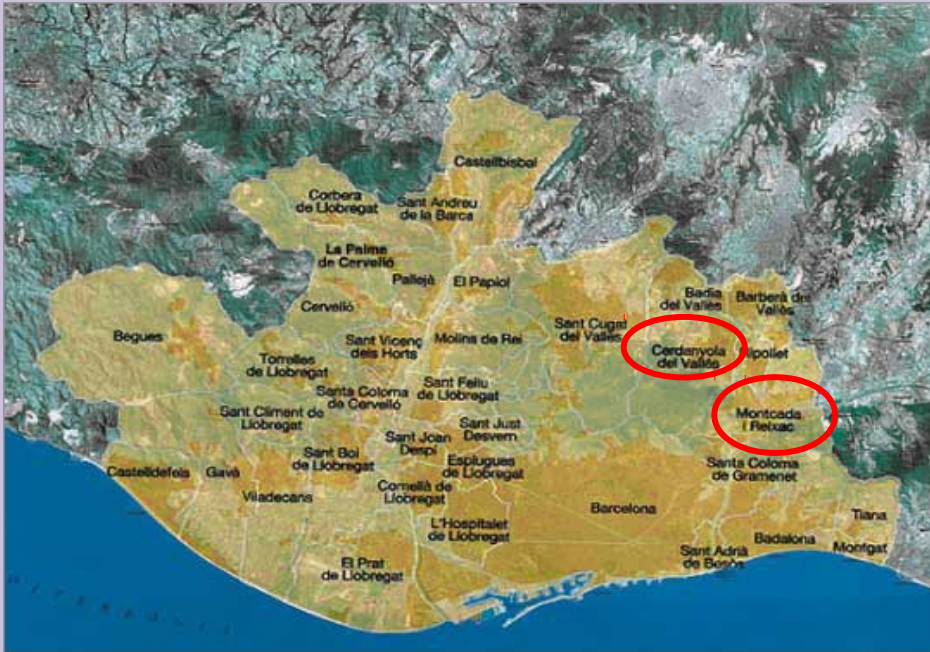 Castellbisbal
Corbera
de Llobregat
Sant Andreu
de la Barca
La Palma
de Cervelló
Pallejà
El Papiol
Cervelló
Badia
del Vallès
Barberà del
Vallès
Begues
Sant Vicenç
dels Horts
Molins de Rei
Sant Cugat
del Vallès
Cerdanyola
del Vallès
Ripollet
Torrelles
de Llobregat
Santa Coloma
de Cervelló
Sant Feliu
de Llobregat
Sant Climent de
Llobregat
Montcada
i Reixac
Sant Just
Desvern
Sant Joan
Despí
Sant Boi
de Llobregat
Esplugues
de Llobregat
Castelldefels
Gavà
Viladecans
Cornellà de
Llobregat
Santa Coloma
de Gramenet
Barcelona
L'Hospitalet
de Llobregat
Tiana
Badalona
Montgat
El Prat
de Llobregat
Sant Adrià
de Besòs